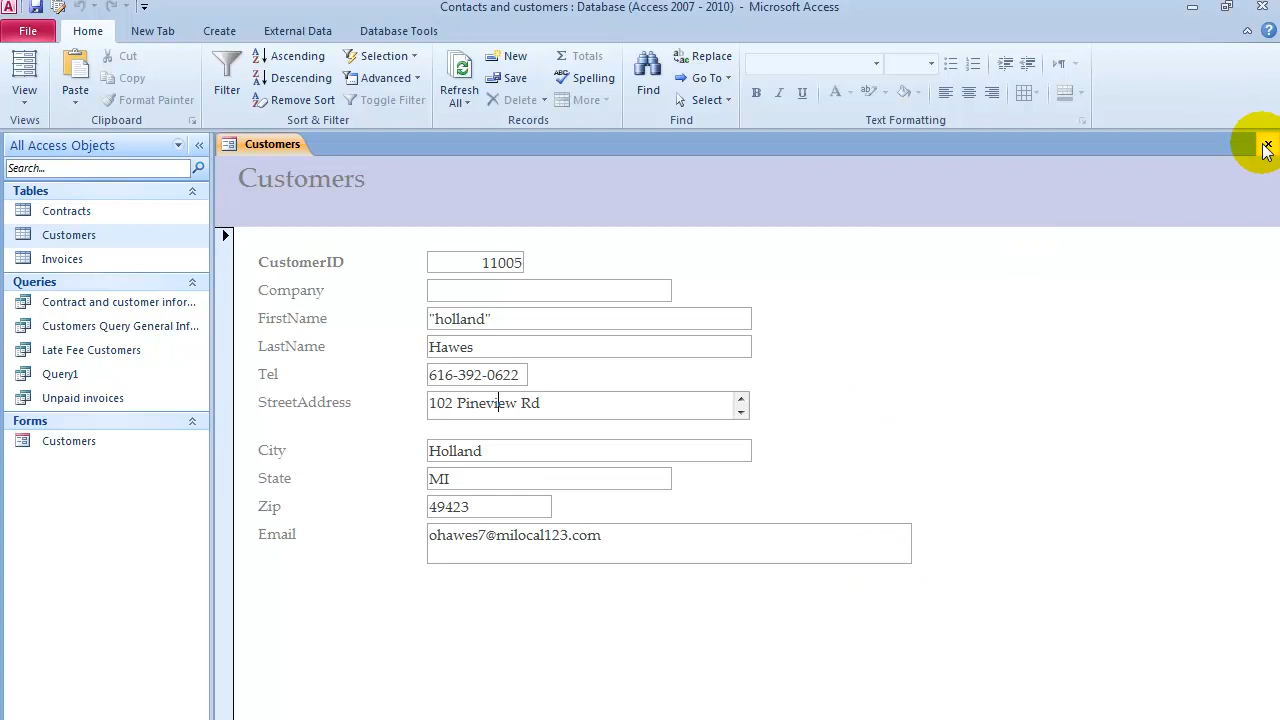 Contacts and customers : Database (Access 2007 - 2010) - Microsoft Access
File Home New Tab Create External Data Database Tools
View
Views
Paste
Cut
Copy
Format Painter
Clipboard
Filter
Ascending
Descending
Remove Sort
Selection
Advanced
Toggle Filter
Sort & Filter
Refresh
All
New
Save
Delete
Totals
Spelling
More
Records
Find
Replace
Go To
Select
Find
B I U
Text Formatting
All Access Objects
Search...
Tables
Contracts
Customers
Invoices
Queries
Contract and customer infor...
Customers Query General Inf...
Late Fee Customers
Query1
Unpaid invoices
Forms
Customers
Customers
Customers
CustomerID 11005
Company
FirstName "holland"
LastName Hawes
Tel 616-392-0622
StreetAddress 102 Pineview Rd
City Holland
State MI
Zip 49423
Email ohawes7@milocal123.com